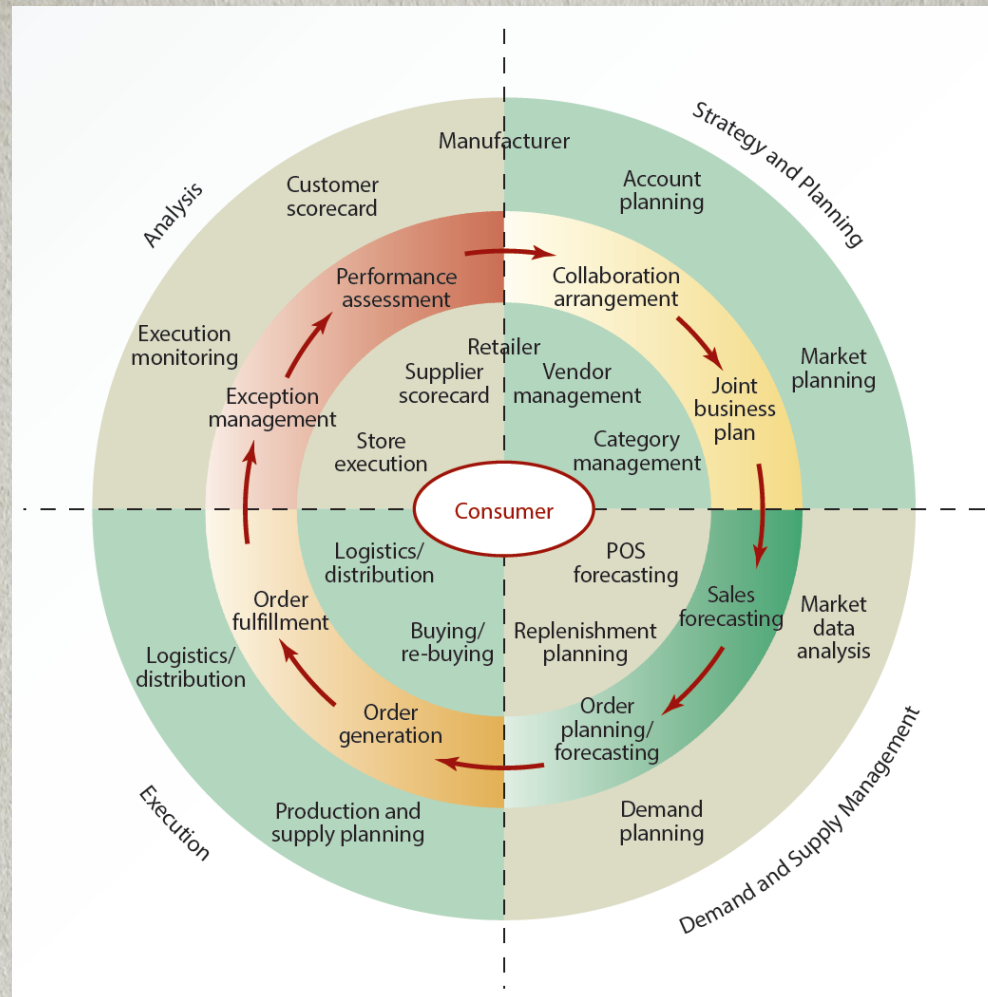 Manufacturer
Strategy and Planning
Analysis
Customer
scorecard
Account
planning
Performance
assessment
Collaboration
arrangement
Execution
monitoring
Retailer
Supplier
scorecard
Vendor
management
Market
planning
Exception
management
Joint
business
plan
Store
execution
Category
management
Consumer
Logistics/
distribution
POS
forecasting
Order
fulfillment
Sales
forecasting
Market
data
analysis
Buying/
re-buying
Replenishment
planning
Logistics/
distribution
Order
generation
Order
planning/
forecasting
Production and
supply planning
Demand
planning
Execution
Demand and Supply Management